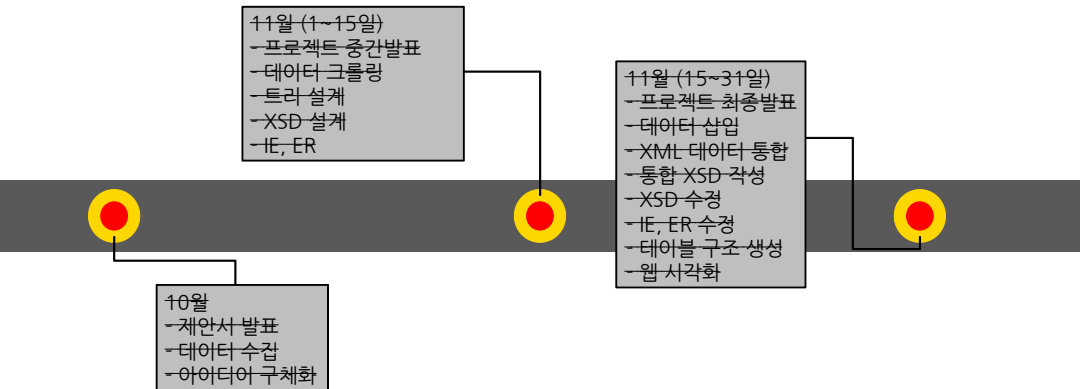 11월 (1~15일)
- 프로젝트 중간발표
- 데이터 크롤링
- 트리 설계
- XSD 설계
- IE, ER
11월 (15~31일)
- 프로젝트 최종발표
- 데이터 삽입
- XML 데이터 통합
- 통합 XSD 작성
- XSD 수정
- IE, ER 수정
- 테이블 구조 생성
- 웹 시각화
10월
- 제안서 발표
- 데이터 수집
- 아이디어 구체화